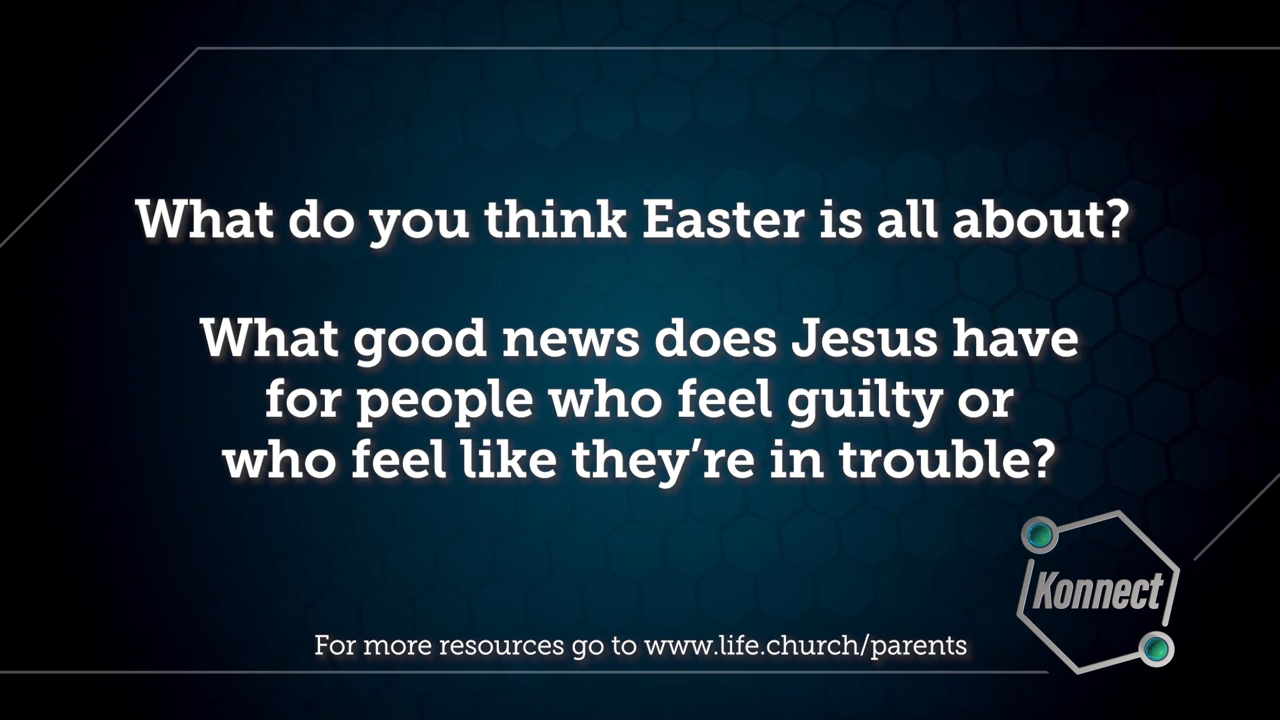 What do you think Easter is all about?
What good news does Jesus have
for people who feel guilty or
who feel like they’re in trouble?
Konnect
For more resources go to www.life.church/parents